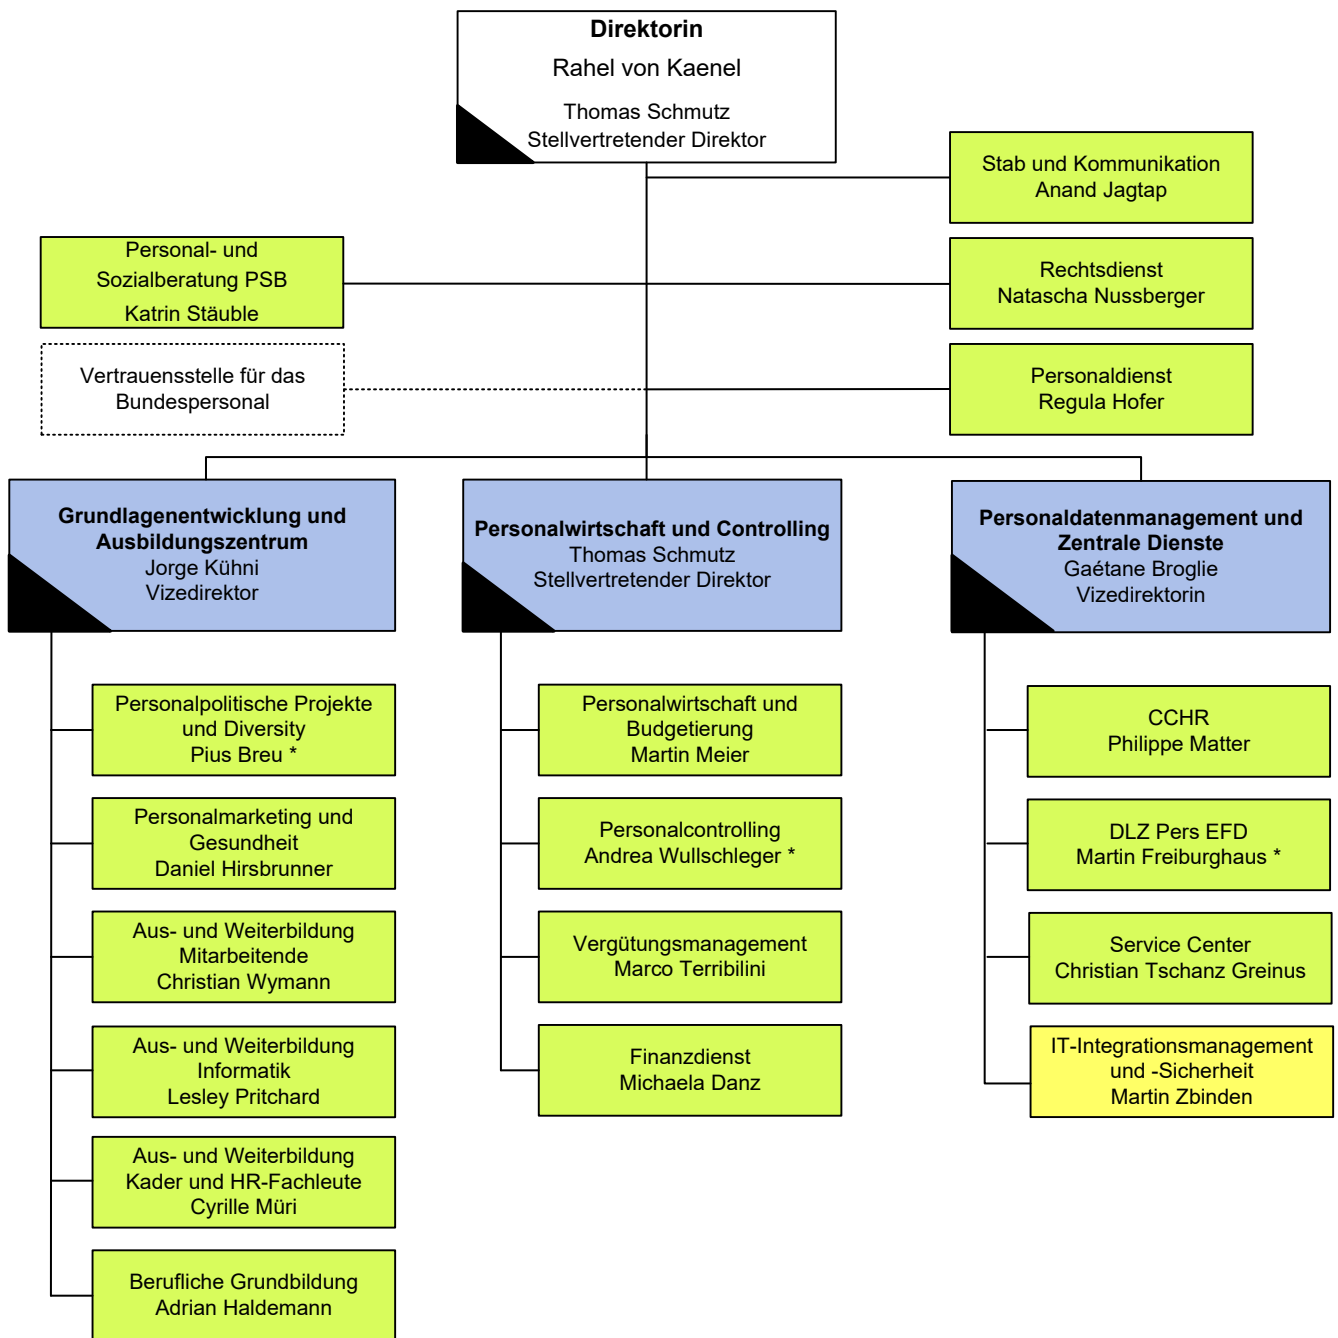 Direktorin
Rahel von Kaenel
Thomas Schmutz
Stellvertretender Direktor
Stab und Kommunikation
Anand Jagtap
Personal- und
Sozialberatung PSB
Katrin Stäuble
Rechtsdienst
Natascha Nussberger
Vertrauensstelle für das
Bundespersonal
Personaldienst
Regula Hofer
Grundlagenentwicklung und
Ausbildungszentrum
Jorge Kühni
Vizedirektor
Personalwirtschaft und Controlling
Thomas Schmutz
Stellvertretender Direktor
Personaldatenmanagement und
Zentrale Dienste
Gaétane Broglie
Vizedirektorin
Personalpolitische Projekte
und Diversity
Pius Breu *
Personalmarketing und
Gesundheit
Daniel Hirsbrunner
Aus- und Weiterbildung
Mitarbeitende
Christian Wymann
Aus- und Weiterbildung
Informatik
Lesley Pritchard
Aus- und Weiterbildung
Kader und HR-Fachleute
Cyrille Müri
Berufliche Grundbildung
Adrian Haldemann
Personalwirtschaft und
Budgetierung
Martin Meier
Personalcontrolling
Andrea Wullschleger *
Vergütungsmanagement
Marco Terribilini
Finanzdienst
Michaela Danz
CCHR
Philippe Matter
DLZ Pers EFD
Martin Freiburghaus *
Service Center
Christian Tschanz Greinus
IT-Integrationsmanagement
und -Sicherheit
Martin Zbinden